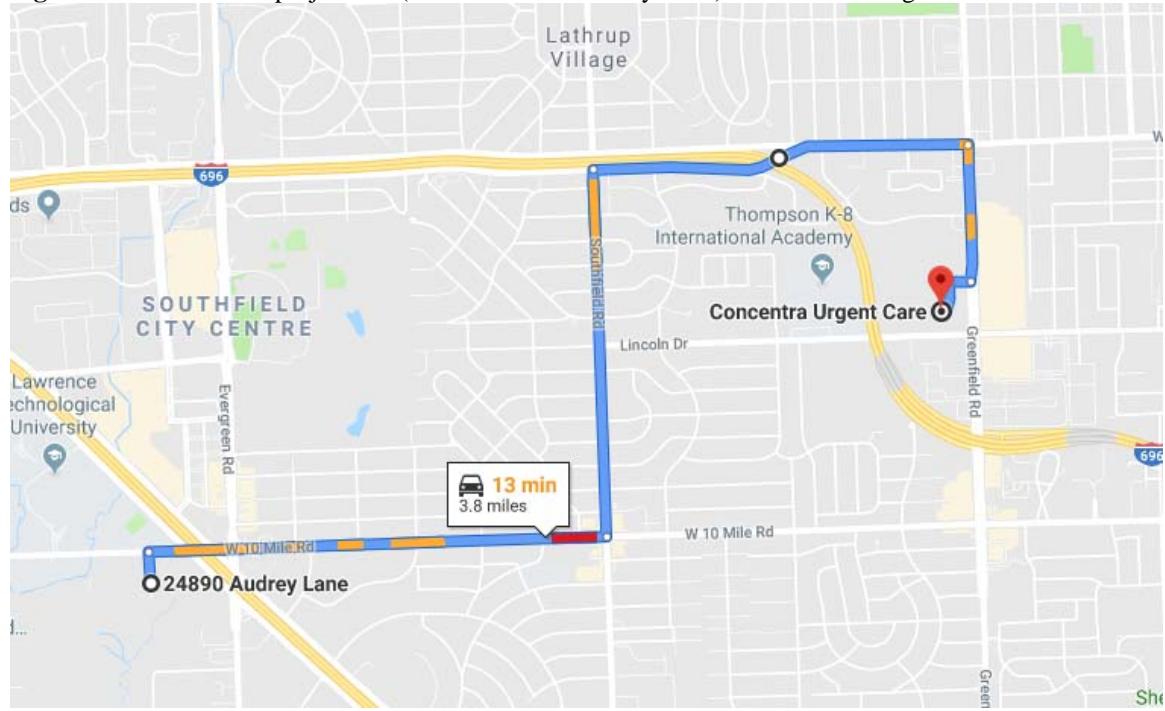 Lathrup
Village
W
696
ds
Thompson K-8
International Academy
Southfield Rd
SOUTHFIELD
CITY CENTRE
Concentra Urgent Care
Lincoln Dr
Greenfield Rd
Lawrence
echnological
University
Evergreen Rd
696
13 min
3.8 miles
W 10 Mile Rd
W 10 Mile Rd
24890 Audrey Lane
Green
She